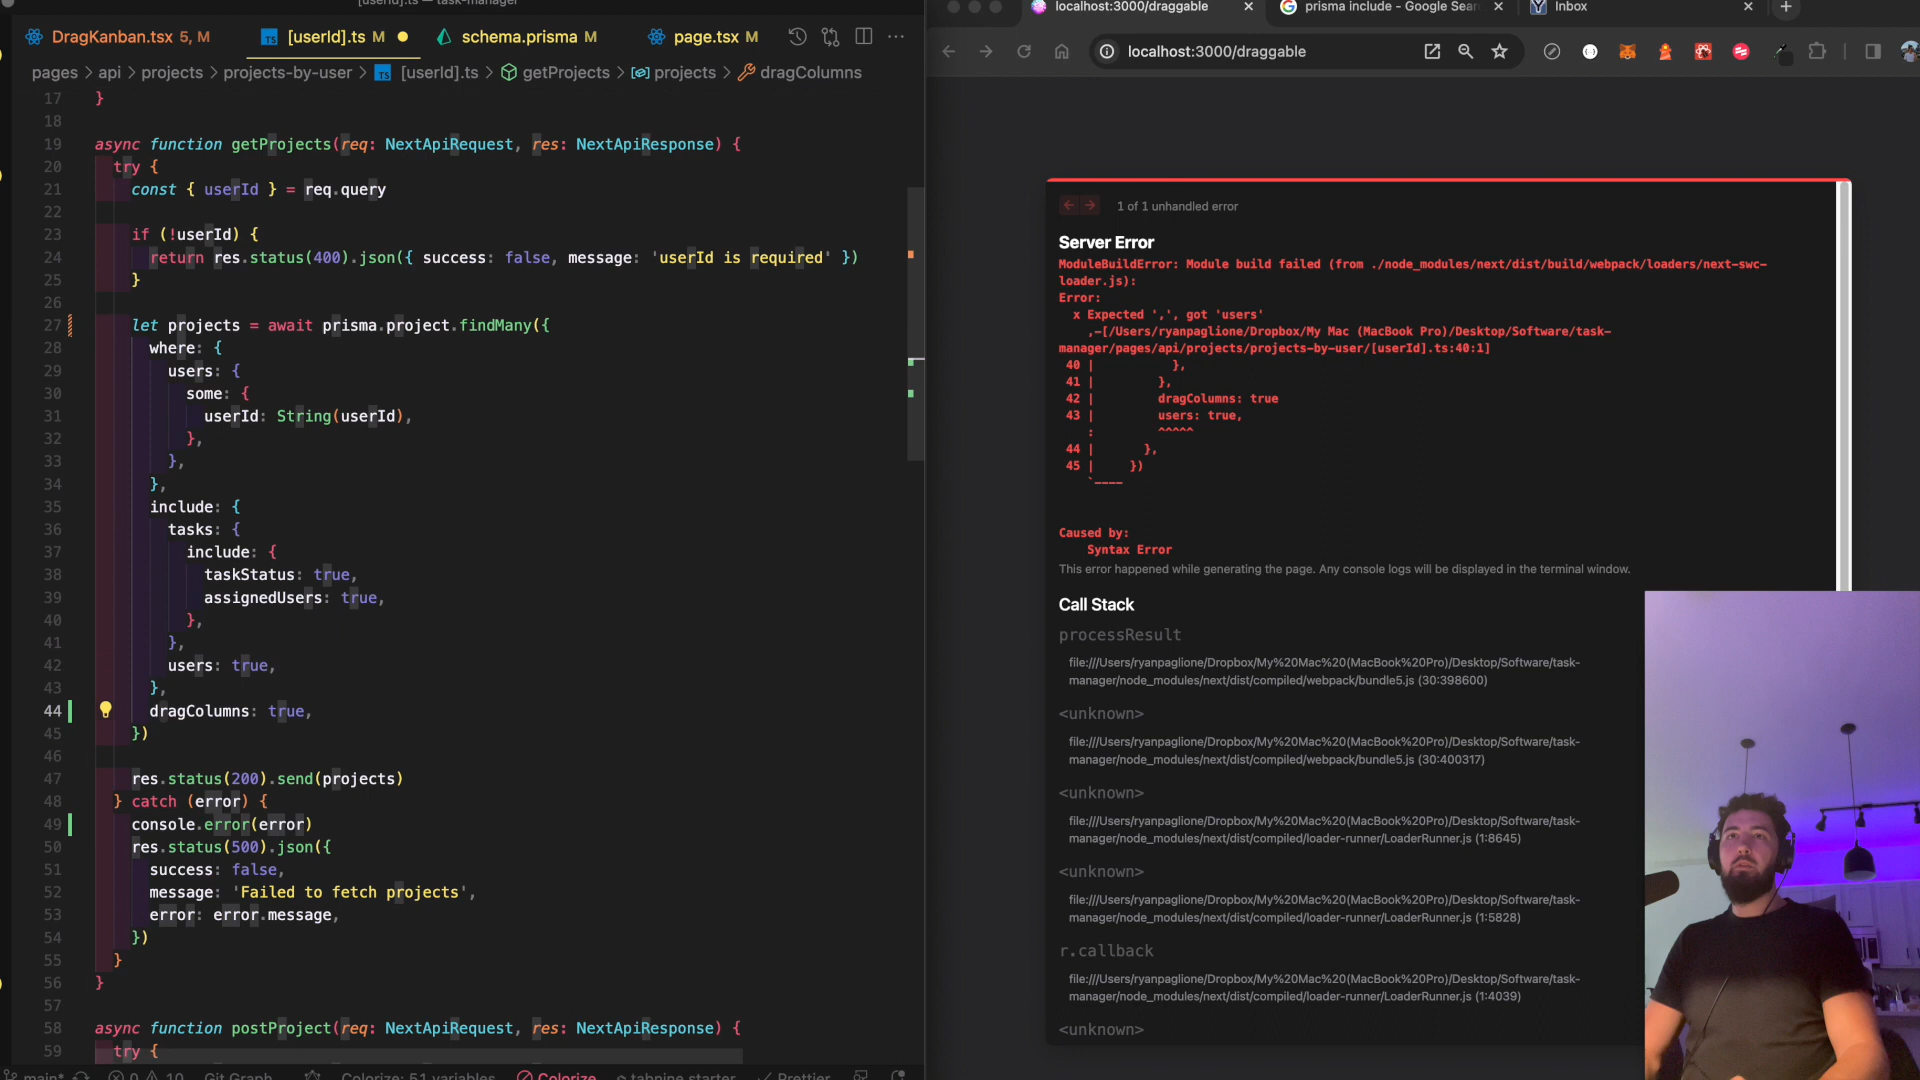 [userId].ts — task-manager
DragKanban.tsx 5, M
[userId].ts M
schema.prisma M
page.tsx M
pages > api > projects > projects-by-user > TS [userId].ts > getProjects > projects > dragColumns
17 }
18
19 async function getProjects(req: NextApiRequest, res: NextApiResponse) {
20 try {
21 const { userId } = req.query
22
23 if (!userId) {
24 return res.status(400).json({ success: false, message: 'userId is required' })
25 }
26
27 let projects = await prisma.project.findMany({
28 where: {
29 users: {
30 some: {
31 userId: String(userId),
32 },
33 },
34 },
35 include: {
36 tasks: {
37 include: {
38 taskStatus: true,
39 assignedUsers: true,
40 },
41 },
42 users: true,
43 },
44 dragColumns: true,
45 })
46
47 res.status(200).send(projects)
48 } catch (error) {
49 console.error(error)
50 res.status(500).json({
51 success: false,
52 message: 'Failed to fetch projects',
53 error: error.message,
54 })
55 }
56 }
57
58 async function postProject(req: NextApiRequest, res: NextApiResponse) {
59 try {
main* 0 10 Git Graph Colorize: 51 variables Colorize tabnine starter Prettier
localhost:3000/draggable
prisma include - Google Sear
Inbox
localhost:3000/draggable
1 of 1 unhandled error
Server Error
ModuleBuildError: Module build failed (from ./node_modules/next/dist/build/webpack/loaders/next-swc-
loader.js):
Error:
x Expected ',', got 'users'
,-[/Users/ryanpaglione/Dropbox/My Mac (MacBook Pro)/Desktop/Software/task-
manager/pages/api/projects/projects-by-user/[userId].ts:40:1]
40 | },
41 | },
42 | dragColumns: true
43 | users: true,
: ^^^^^
44 | },
45 | })
`----
Caused by:
Syntax Error
This error happened while generating the page. Any console logs will be displayed in the terminal window.
Call Stack
processResult
file:///Users/ryanpaglione/Dropbox/My%20Mac%20(MacBook%20Pro)/Desktop/Software/task-
manager/node_modules/next/dist/compiled/webpack/bundle5.js (30:398600)
<unknown>
file:///Users/ryanpaglione/Dropbox/My%20Mac%20(MacBook%20Pro)/Desktop/Software/task-
manager/node_modules/next/dist/compiled/webpack/bundle5.js (30:400317)
<unknown>
file:///Users/ryanpaglione/Dropbox/My%20Mac%20(MacBook%20Pro)/Desktop/Software/task-
manager/node_modules/next/dist/compiled/loader-runner/LoaderRunner.js (1:8645)
<unknown>
file:///Users/ryanpaglione/Dropbox/My%20Mac%20(MacBook%20Pro)/Desktop/Software/task-
manager/node_modules/next/dist/compiled/loader-runner/LoaderRunner.js (1:5828)
r.callback
file:///Users/ryanpaglione/Dropbox/My%20Mac%20(MacBook%20Pro)/Desktop/Software/task-
manager/node_modules/next/dist/compiled/loader-runner/LoaderRunner.js (1:4039)
<unknown>